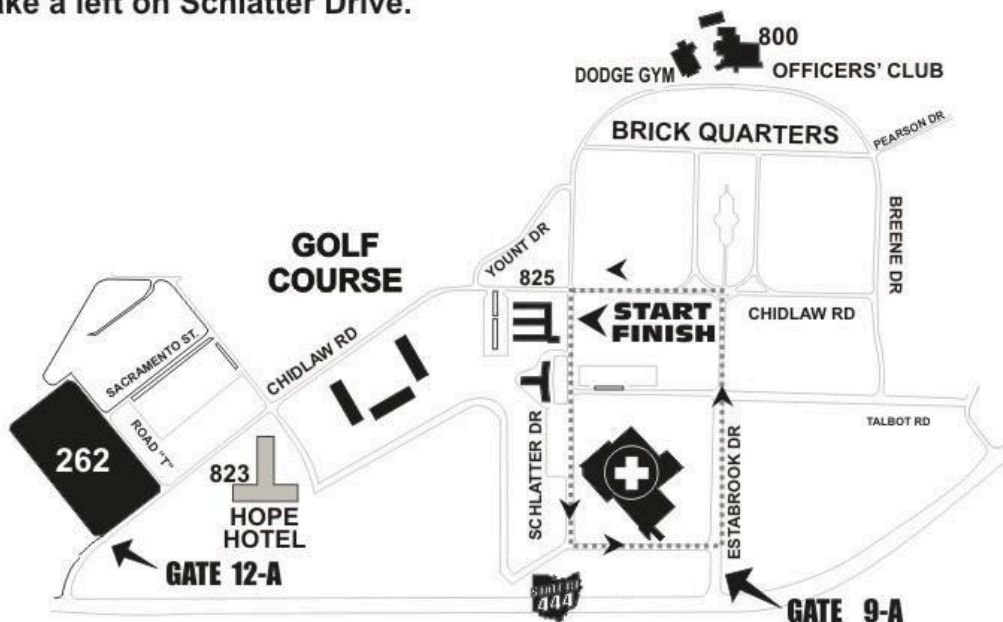 ake a left on Schlatter Drive.
800
DODGE GYM
OFFICERS' CLUB
BRICK QUARTERS
PEARSON DR
BREENE DR
YOUNT DR
GOLF
COURSE
825
START
FINISH
CHIDLAW RD
CHIDLAW RD
SACRAMENTO ST.
ROAD "T"
262
823
HOPE
HOTEL
SCHLATTER DR
TALBOT RD
ESTABROOK DR
GATE 12-A
444
GATE 9-A